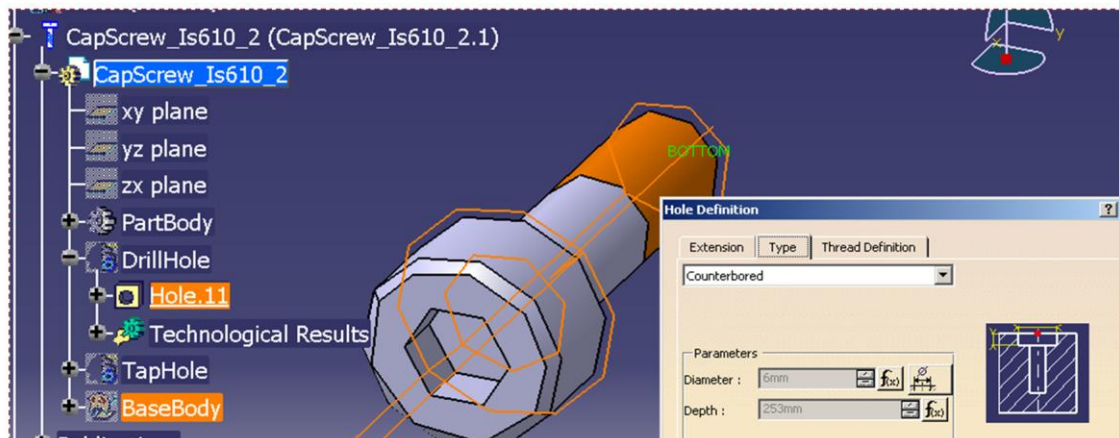 CapScrew_Is610_2 (CapScrew_Is610_2.1)
CapScrew_Is610_2
xy plane
yz plane
zx plane
PartBody
DrillHole
Hole.11
Technological Results
TapHole
BaseBody
x
y
BOTTOM
Hole Definition
?
Extension Type Thread Definition
Counterbored
Parameters
Diameter : 6mm f(x)
Depth : 253mm f(x)